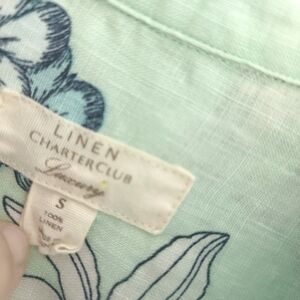 LINEN
CHARTER CLUB
Luxury
S
100%
LINEN